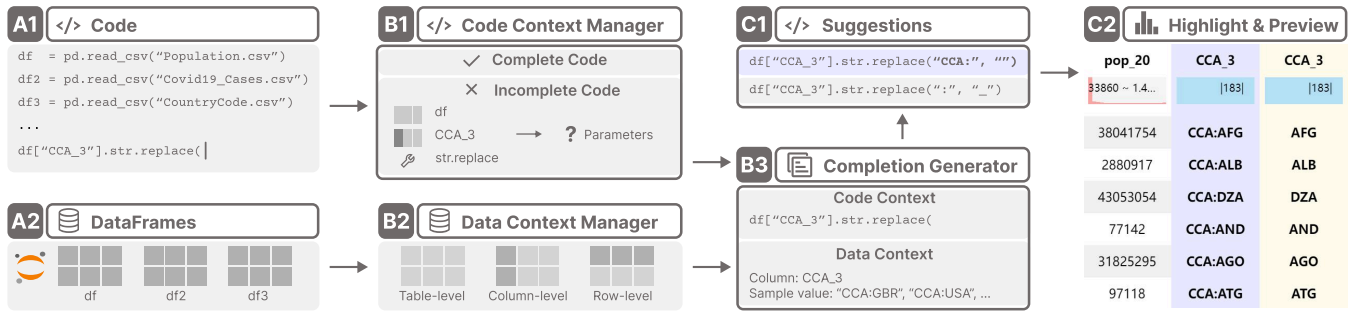 A1 Code
df = pd.read_csv(“Population.csv”)
df2 = pd.read_csv(“Covid19_Cases.csv”)
df3 = pd.read_csv(“CountryCode.csv”)
...
df[“CCA_3”].str.replace(
A2 DataFrames
df df2 df3
B1 Code Context Manager
Complete Code
Incomplete Code
df
CCA_3 ? Parameters
str.replace
B2 Data Context Manager
Table-level Column-level Row-level
C1 Suggestions
df[“CCA_3”].str.replace(“CCA:”, “”)
df[“CCA_3”].str.replace(“:”, “_”)
B3 Completion Generator
Code Context
df[“CCA_3”].str.replace(
Data Context
Column: CCA_3
Sample value: “CCA:GBR”, “CCA:USA”, ...
C2 Highlight & Preview
pop_20 CCA_3 CCA_3
33860 ~ 1.4... |183| |183|
38041754 CCA:AFG AFG
2880917 CCA:ALB ALB
43053054 CCA:DZA DZA
77142 CCA:AND AND
31825295 CCA:AGO AGO
97118 CCA:ATG ATG